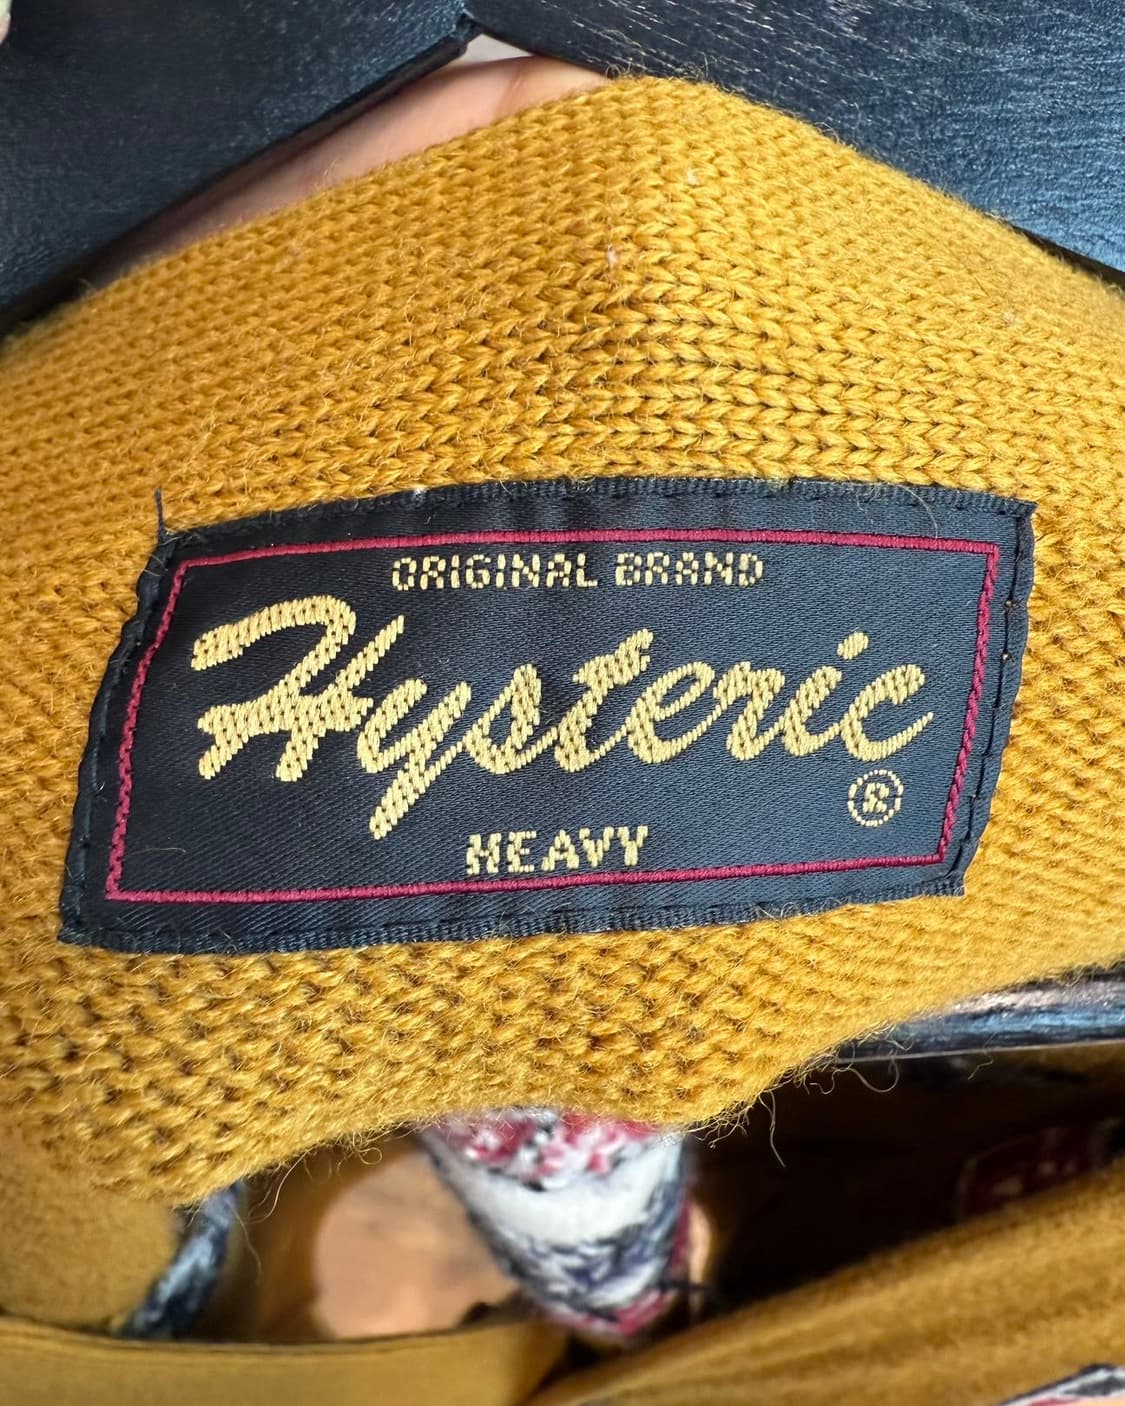 ORIGINAL BRAND
Hysteric
®
HEAVY